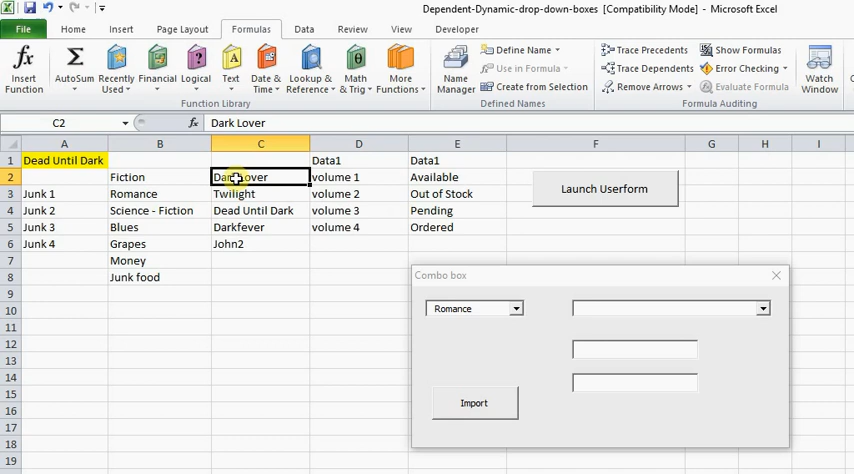 Dependent-Dynamic-drop-down-boxes [Compatibility Mode] - Microsoft Excel
File Home Insert Page Layout Formulas Data Review View Developer
fx Insert Function
Σ AutoSum
Recently Used
Financial
Logical
A Text
Date & Time
Lookup & Reference
θ Math & Trig
More Functions
Function Library
Name Manager
Define Name
Use in Formula
Create from Selection
Defined Names
Trace Precedents
Trace Dependents
Remove Arrows
Show Formulas
Error Checking
Evaluate Formula
Formula Auditing
Watch Window
C2 fx Dark Lover
A B C D E F G H I
1 Dead Until Dark Data1 Data1
2 Fiction Dark Lover volume 1 Available
3 Junk 1 Romance Twilight volume 2 Out of Stock
4 Junk 2 Science - Fiction Dead Until Dark volume 3 Pending
5 Junk 3 Blues Darkfever volume 4 Ordered
6 Junk 4 Grapes John2
7 Money
8 Junk food
9
10
11
12
13
14
15
16
17
18
19
Launch Userform
Combo box
Romance
Import